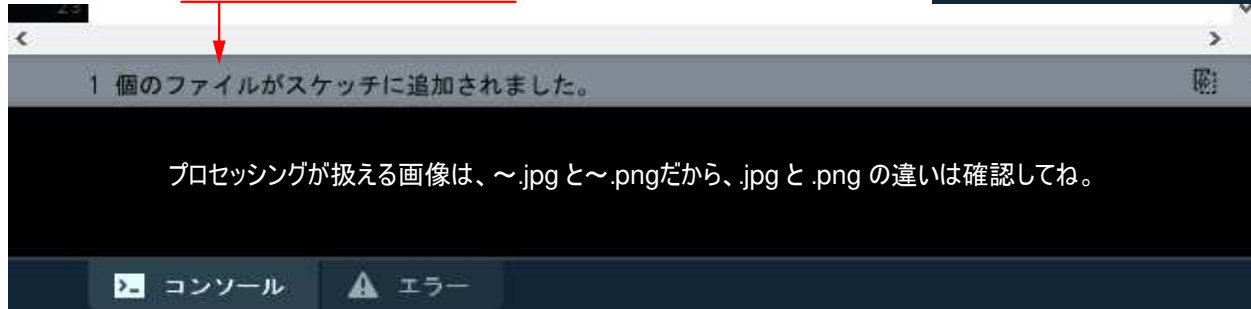 1 個のファイルがスケッチに追加されました。
プロセッシングが扱える画像は、～.jpg と～.pngだから、.jpg と .png の違いは確認してね。
コンソール
エラー